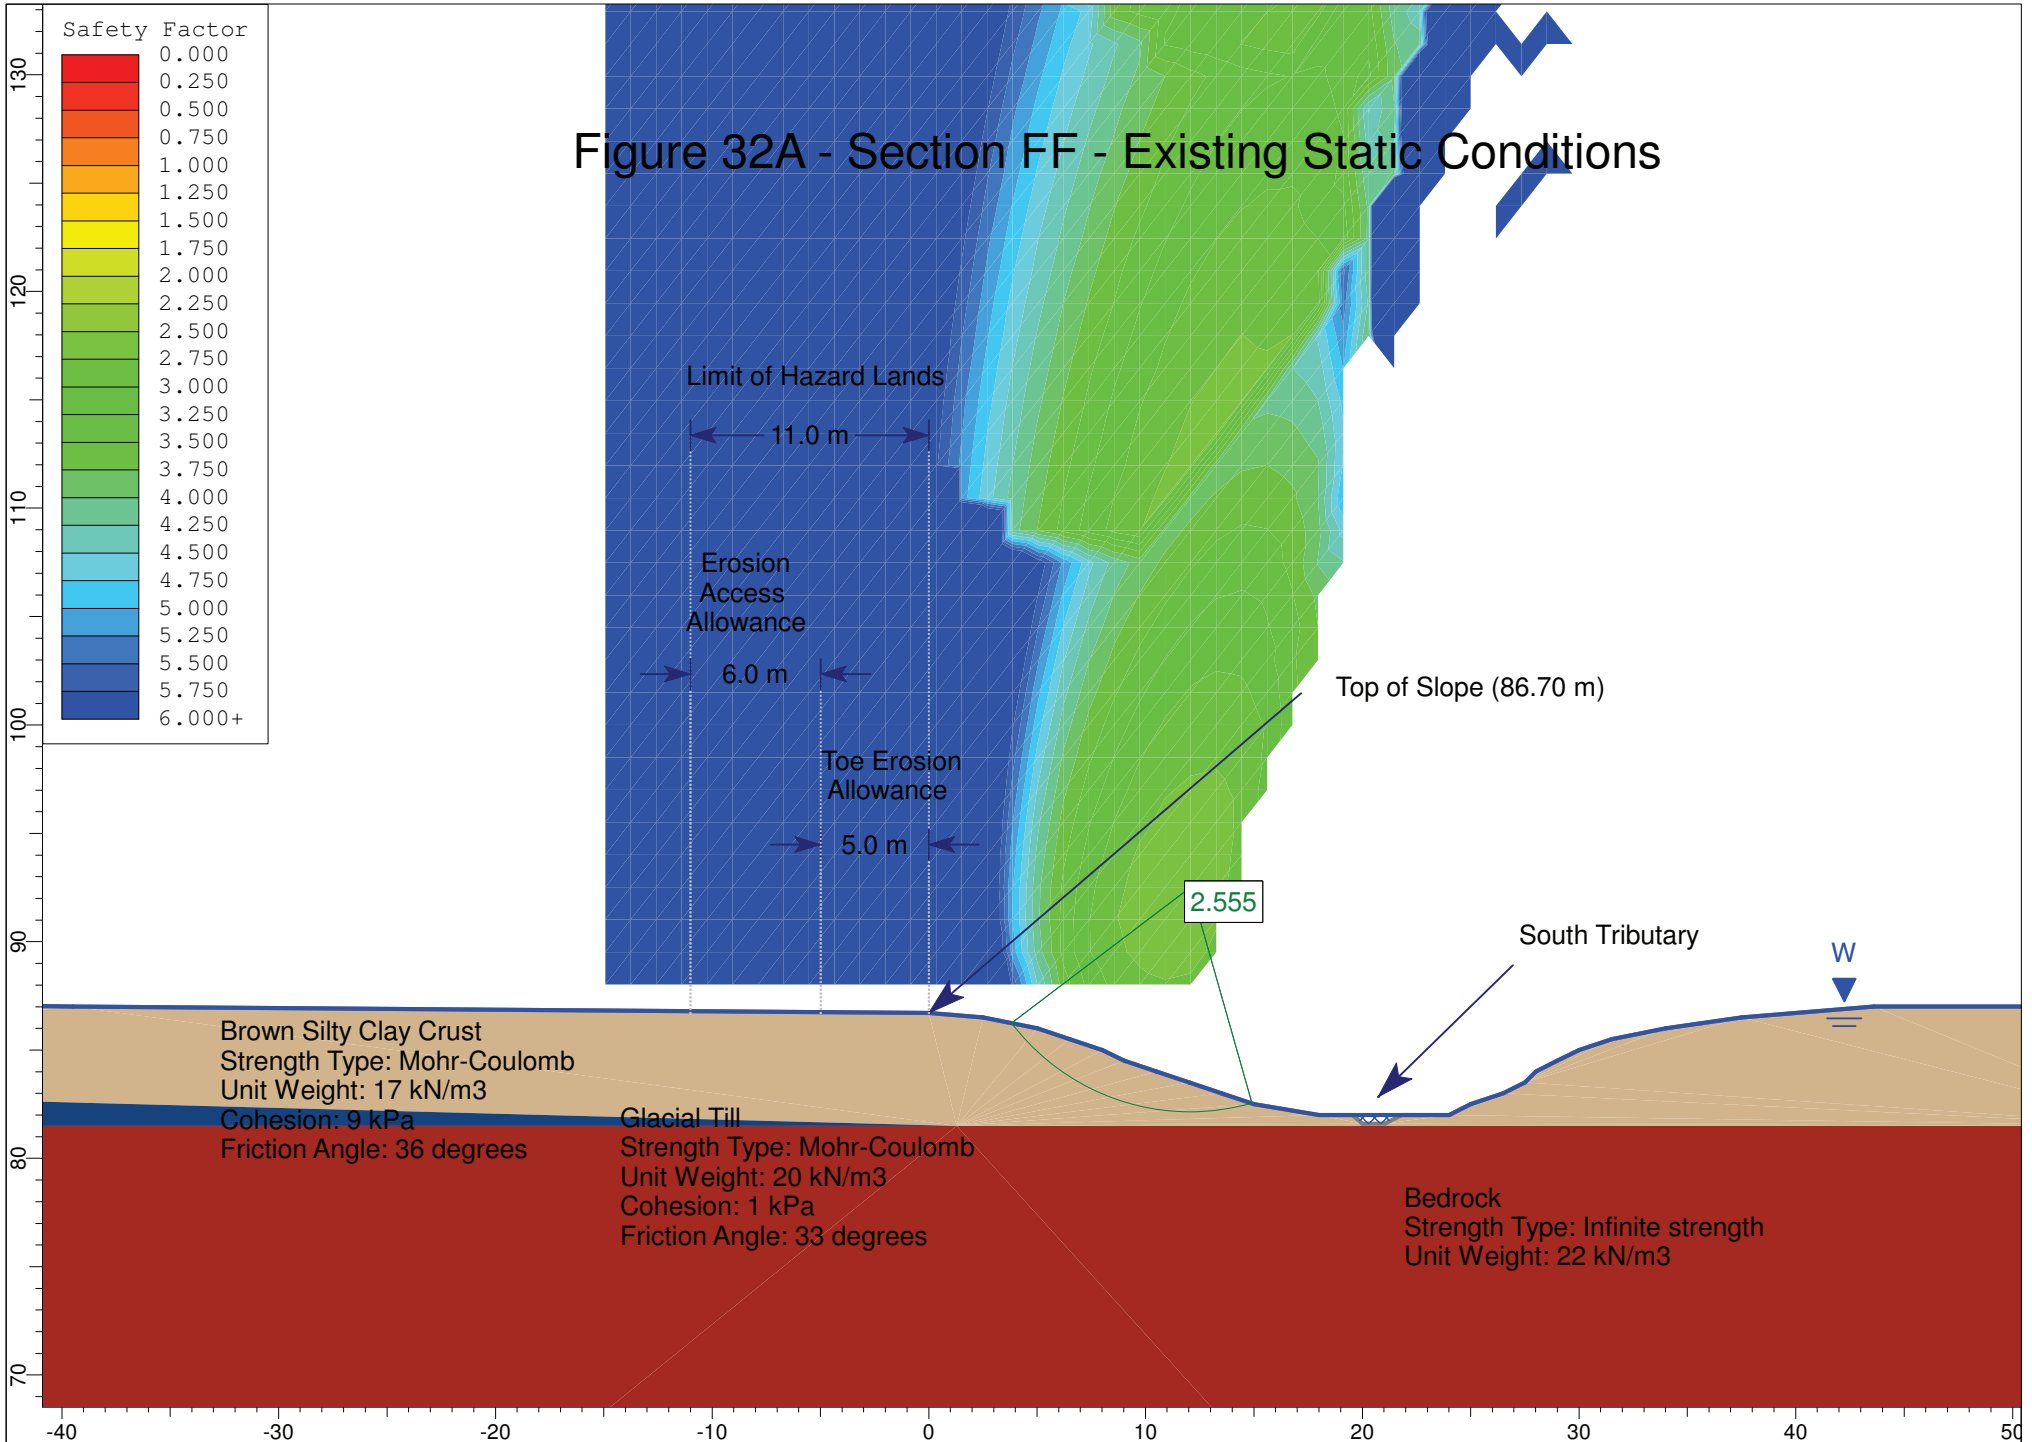 Safety Factor
0.000
0.250
0.500
0.750
1.000
1.250
1.500
1.750
2.000
2.250
2.500
2.750
3.000
3.250
3.500
3.750
4.000
4.250
4.500
4.750
5.000
5.250
5.500
5.750
6.000+
Figure 32A - Section FF - Existing Static Conditions
Limit of Hazard Lands
11.0 m
Erosion
Access
Allowance
6.0 m
Toe Erosion
Allowance
5.0 m
Top of Slope (86.70 m)
2.555
South Tributary
W
Brown Silty Clay Crust
Strength Type: Mohr-Coulomb
Unit Weight: 17 kN/m3
Cohesion: 9 kPa
Friction Angle: 36 degrees
Glacial Till
Strength Type: Mohr-Coulomb
Unit Weight: 20 kN/m3
Cohesion: 1 kPa
Friction Angle: 33 degrees
Bedrock
Strength Type: Infinite strength
Unit Weight: 22 kN/m3
130
120
110
100
90
80
70
-40
-30
-20
-10
0
10
20
30
40
50